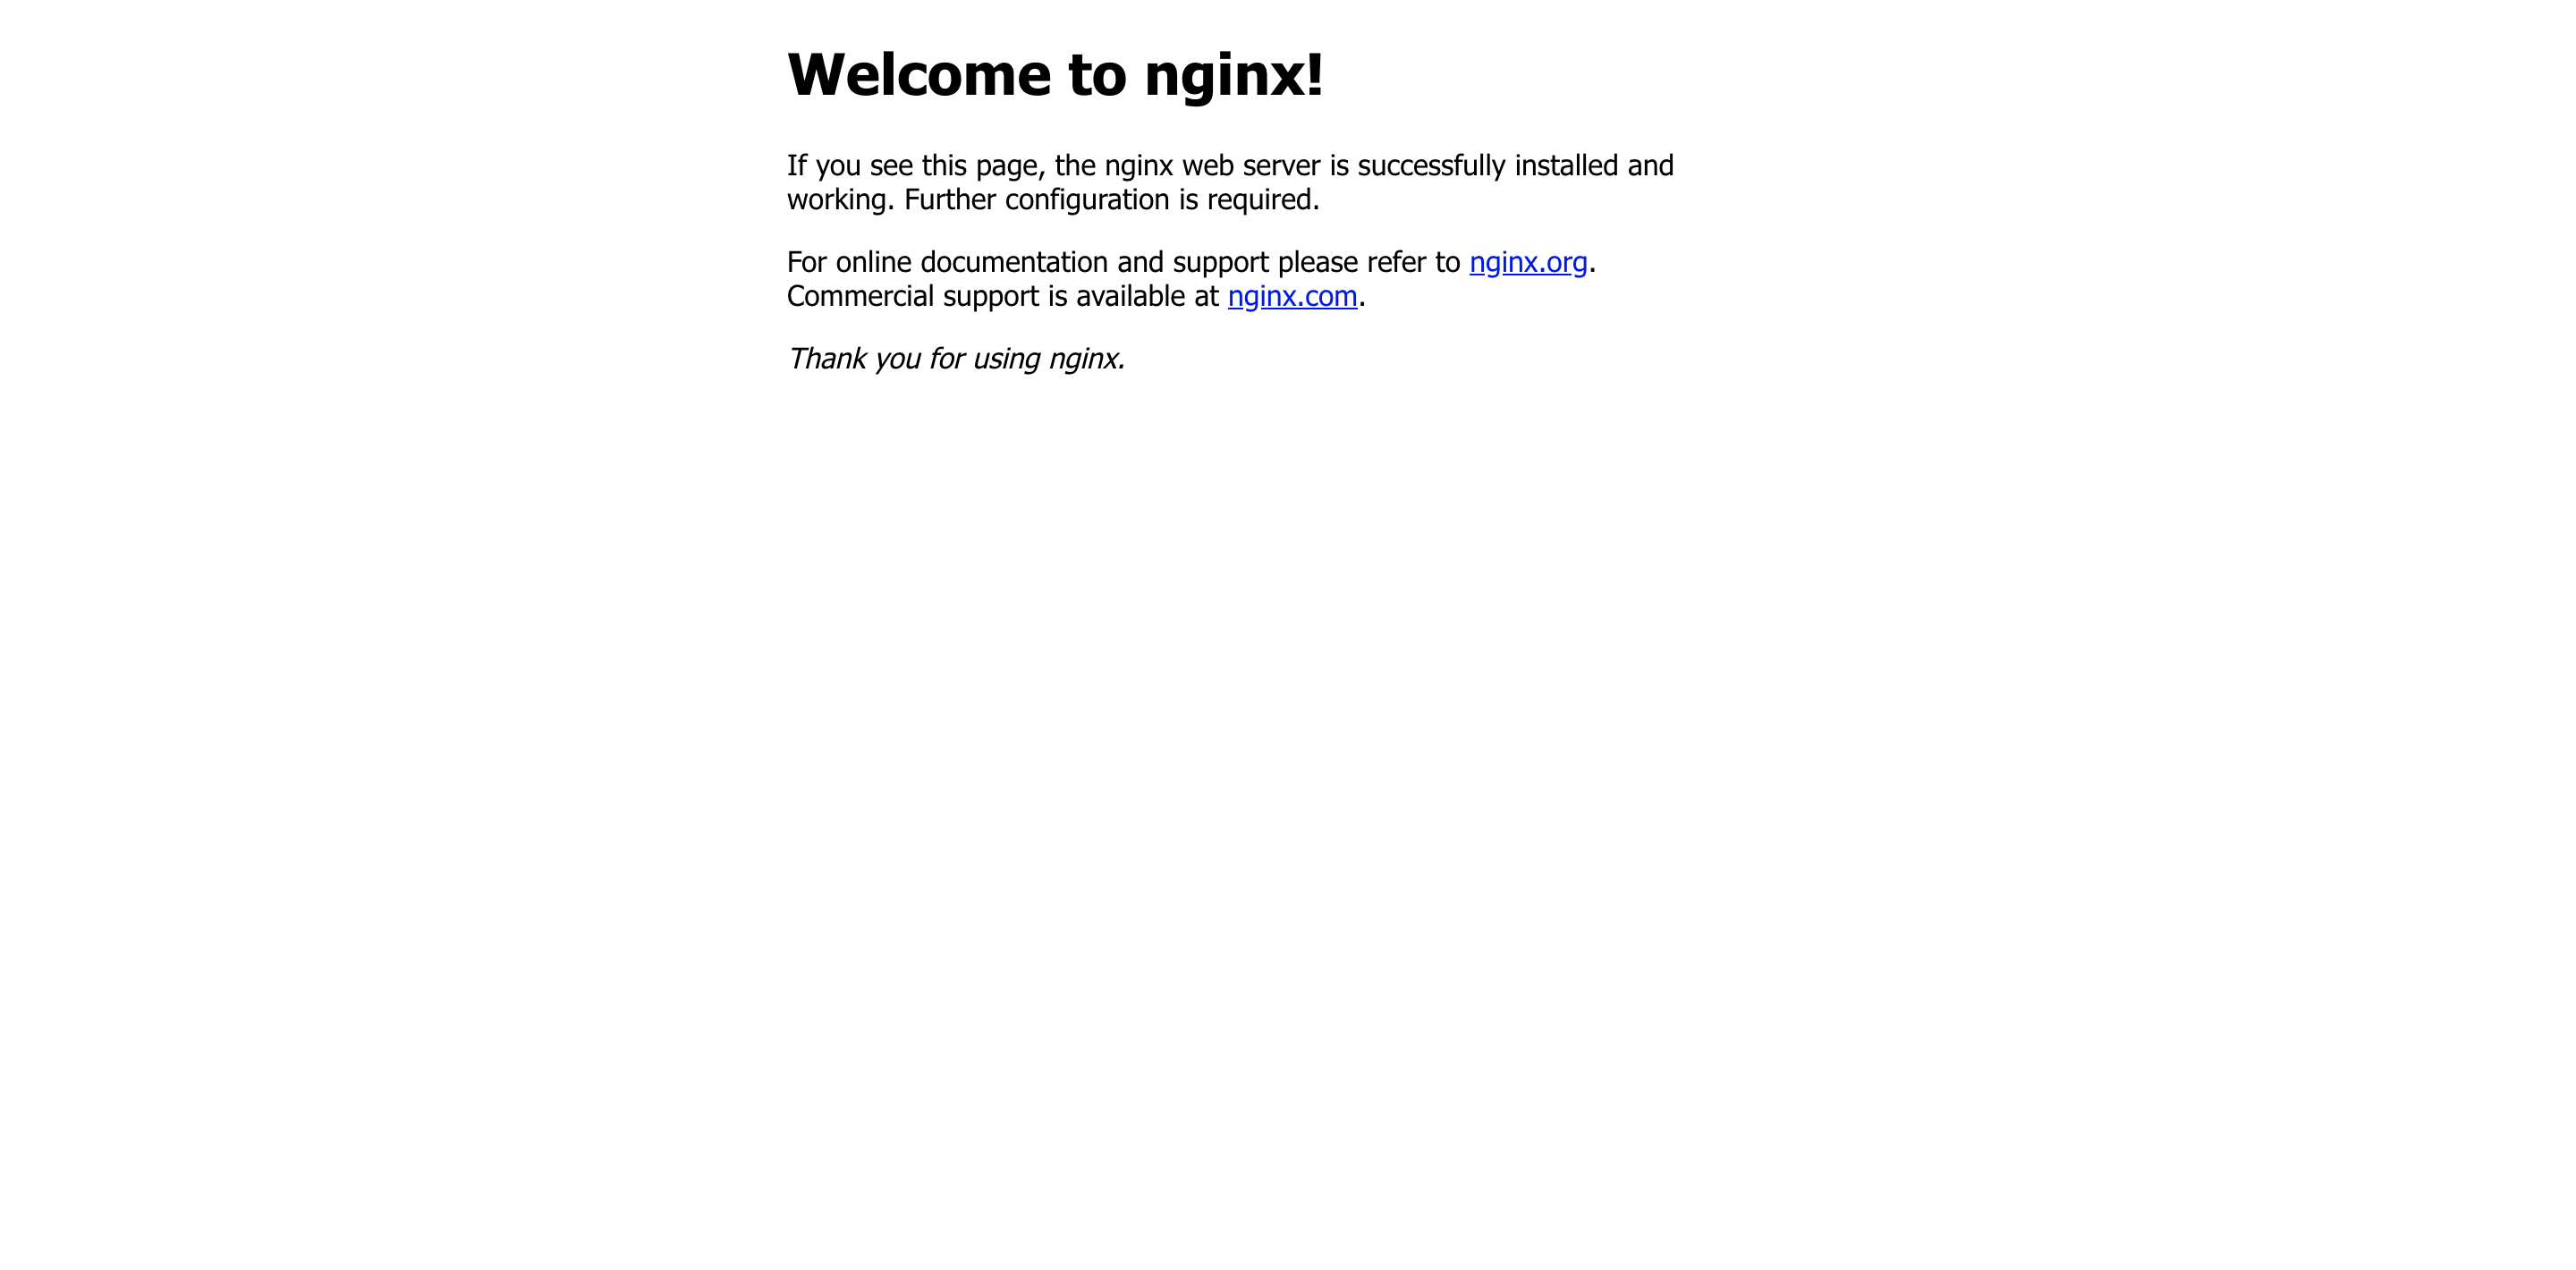 Welcome to nginx!
If you see this page, the nginx web server is successfully installed and
working. Further configuration is required.
For online documentation and support please refer to nginx.org.
Commercial support is available at nginx.com.
Thank you for using nginx.